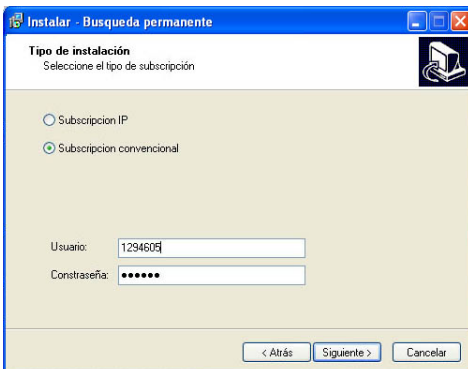 Instalar - Busqueda permanente
Tipo de instalación
Seleccione el tipo de subscripción
Subscripcion IP
Subscripcion convencional
Usuario: 1294605
Constraseña: ●●●●●●
< Atrás Siguiente > Cancelar